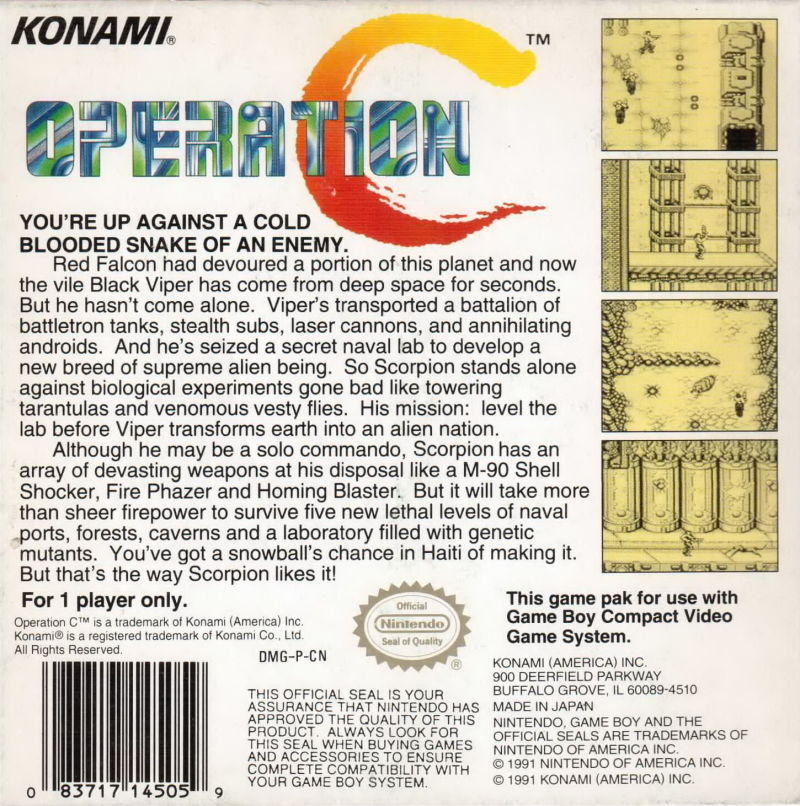 KONAMI®
OPERATION C™
YOU'RE UP AGAINST A COLD
BLOODED SNAKE OF AN ENEMY.
Red Falcon had devoured a portion of this planet and now
the vile Black Viper has come from deep space for seconds.
But he hasn't come alone. Viper's transported a battalion of
battletron tanks, stealth subs, laser cannons, and annihilating
androids. And he's seized a secret naval lab to develop a
new breed of supreme alien being. So Scorpion stands alone
against biological experiments gone bad like towering
tarantulas and venomous vesty flies. His mission: level the
lab before Viper transforms earth into an alien nation.
Although he may be a solo commando, Scorpion has an
array of devasting weapons at his disposal like a M-90 Shell
Shocker, Fire Phazer and Homing Blaster. But it will take more
than sheer firepower to survive five new lethal levels of naval
ports, forests, caverns and a laboratory filled with genetic
mutants. You've got a snowball's chance in Haiti of making it.
But that's the way Scorpion likes it!
For 1 player only.
Operation C™ is a trademark of Konami (America) Inc.
Konami® is a registered trademark of Konami Co., Ltd.
All Rights Reserved.
DMG-P-CN
0 83717 14505 9
Official
Nintendo
Seal of Quality
®
THIS OFFICIAL SEAL IS YOUR
ASSURANCE THAT NINTENDO HAS
APPROVED THE QUALITY OF THIS
PRODUCT. ALWAYS LOOK FOR
THIS SEAL WHEN BUYING GAMES
AND ACCESSORIES TO ENSURE
COMPLETE COMPATIBILITY WITH
YOUR GAME BOY SYSTEM.
This game pak for use with
Game Boy Compact Video
Game System.
KONAMI (AMERICA) INC.
900 DEERFIELD PARKWAY
BUFFALO GROVE, IL 60089-4510
MADE IN JAPAN
NINTENDO, GAME BOY AND THE
OFFICIAL SEALS ARE TRADEMARKS OF
NINTENDO OF AMERICA INC.
© 1991 NINTENDO OF AMERICA INC.
© 1991 KONAMI (AMERICA) INC.